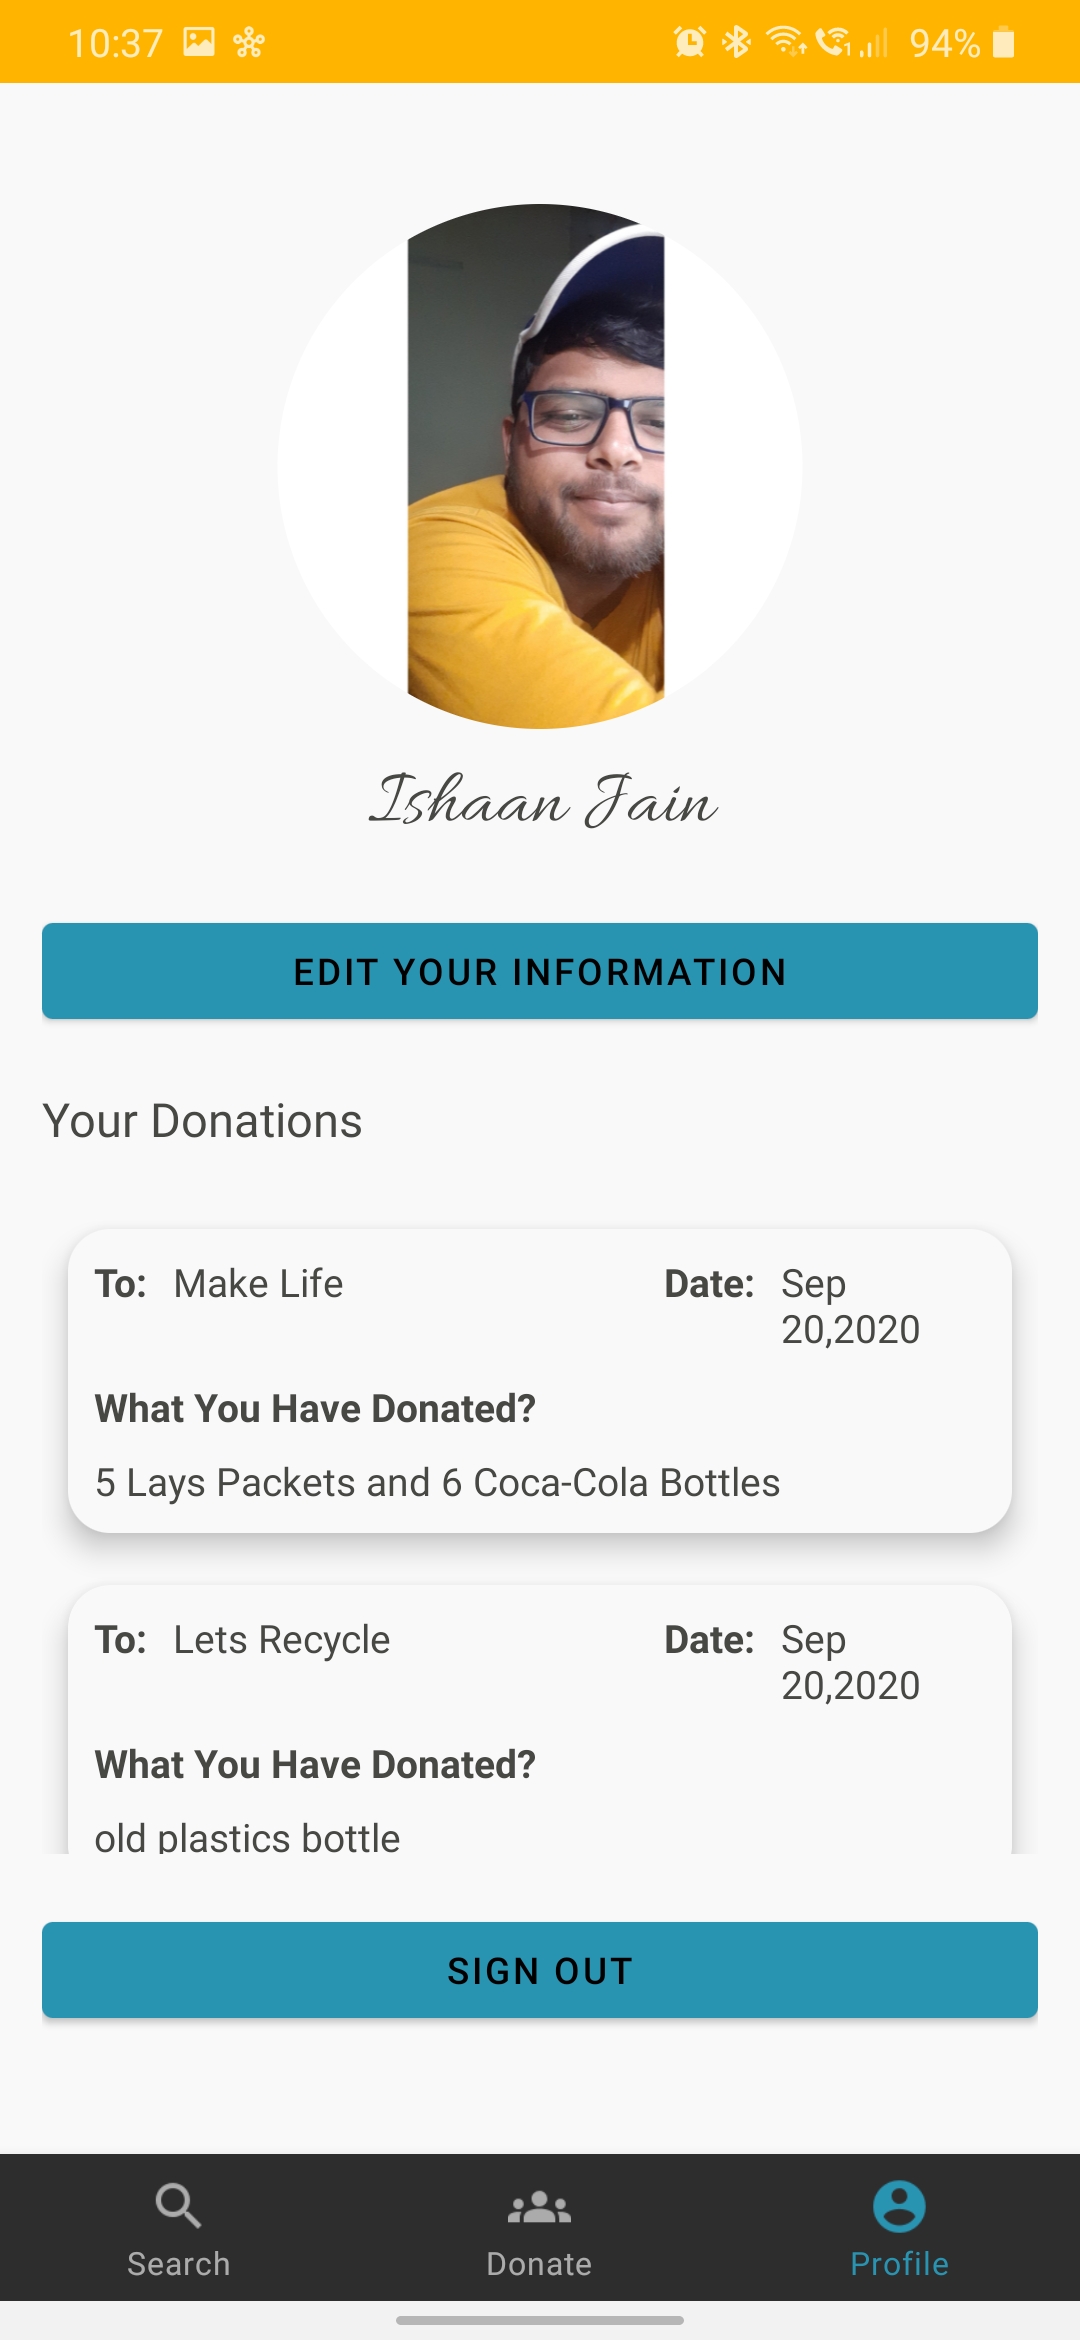 10:37 94%
Ishaan Jain
EDIT YOUR INFORMATION
Your Donations
To: Make Life Date: Sep
20,2020
What You Have Donated?
5 Lays Packets and 6 Coca-Cola Bottles
To: Lets Recycle Date: Sep
20,2020
What You Have Donated?
old plastics bottle
SIGN OUT
Search Donate Profile